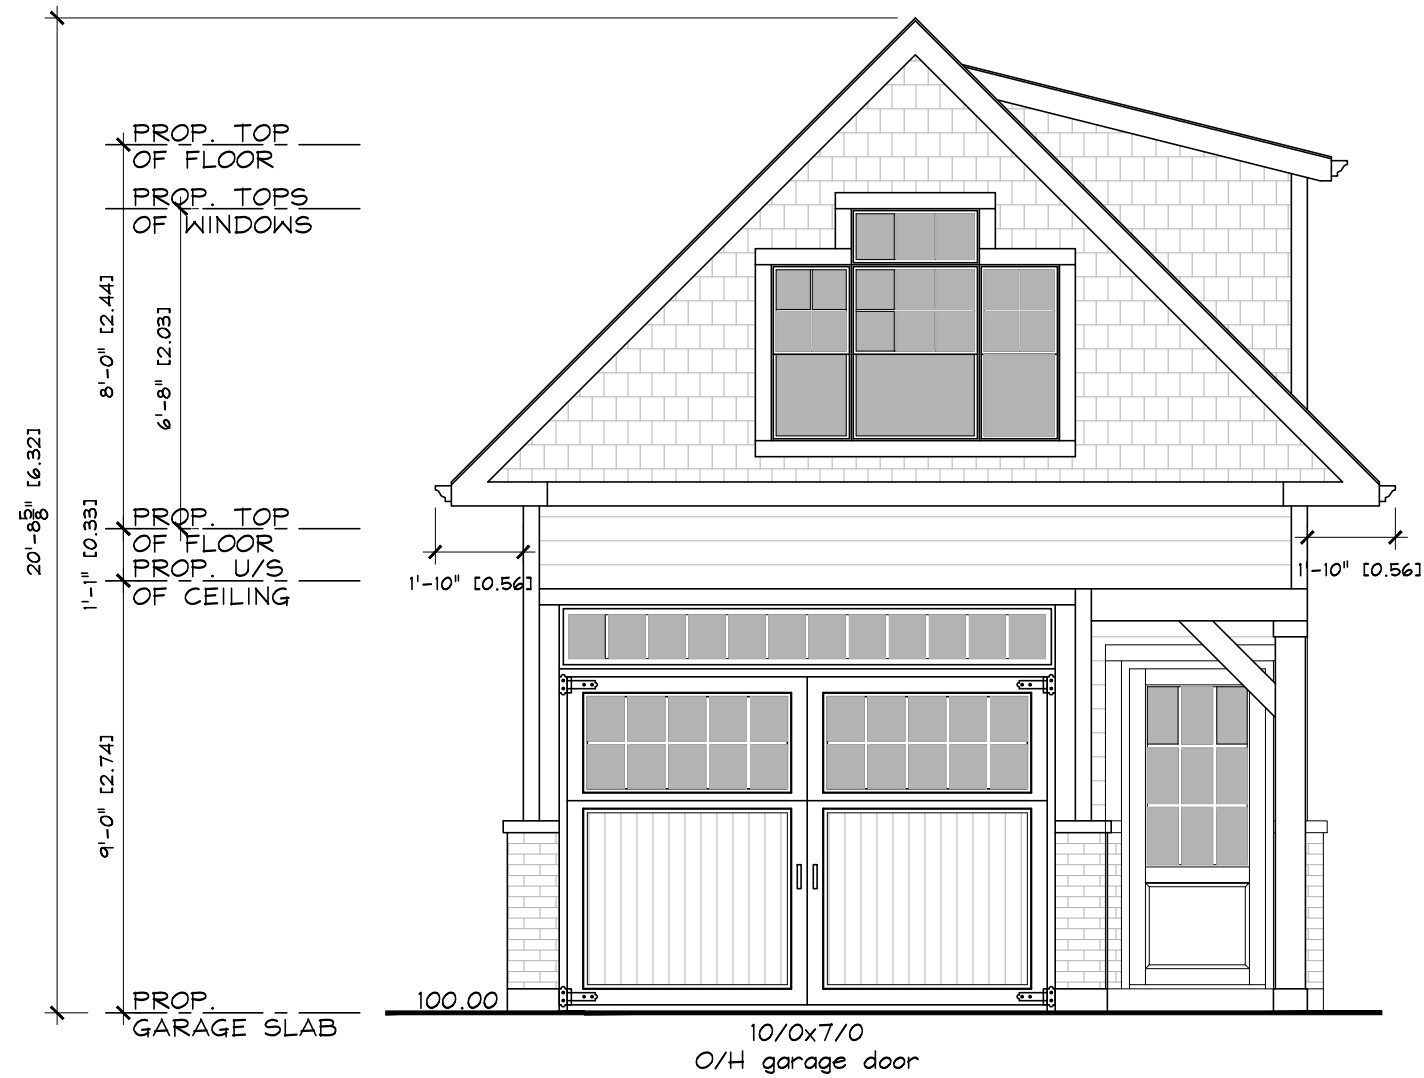 PROP. TOP
OF FLOOR
PROP. TOPS
OF WINDOWS
8'-0" [2.44]
6'-8" [2.03]
20'-8 5/8" [6.32]
PROP. TOP
OF FLOOR
1'-1" [0.33]
PROP. U/S
OF CEILING
1'-10" [0.56]
1'-10" [0.56]
9'-0" [2.74]
PROP.
GARAGE SLAB
100.00
10/0x7/0
O/H garage door